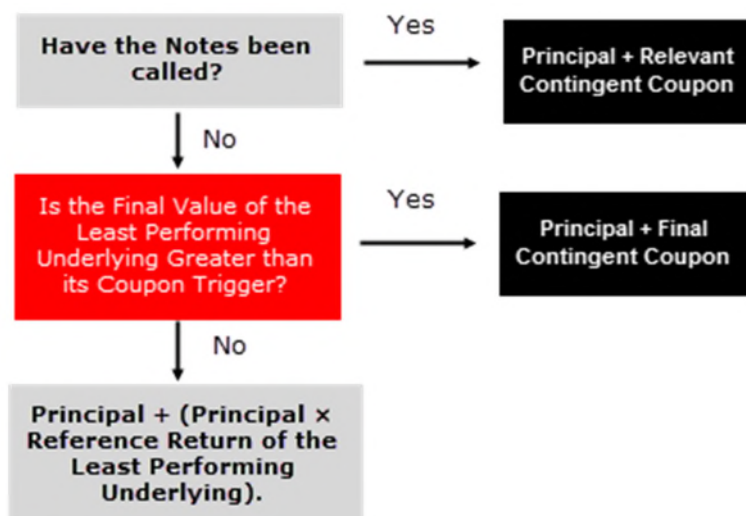 Have the Notes been
called?
Yes
Principal + Relevant
Contingent Coupon
No
Is the Final Value of the
Least Performing
Underlying Greater than
its Coupon Trigger?
Yes
Principal + Final
Contingent Coupon
No
Principal + (Principal ×
Reference Return of the
Least Performing
Underlying).